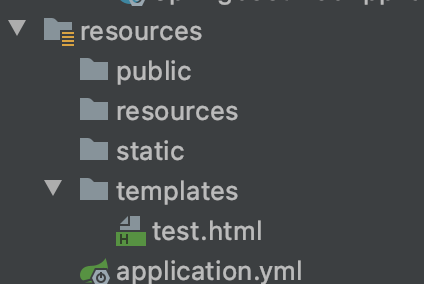 resources
public
resources
static
templates
test.html
application.yml